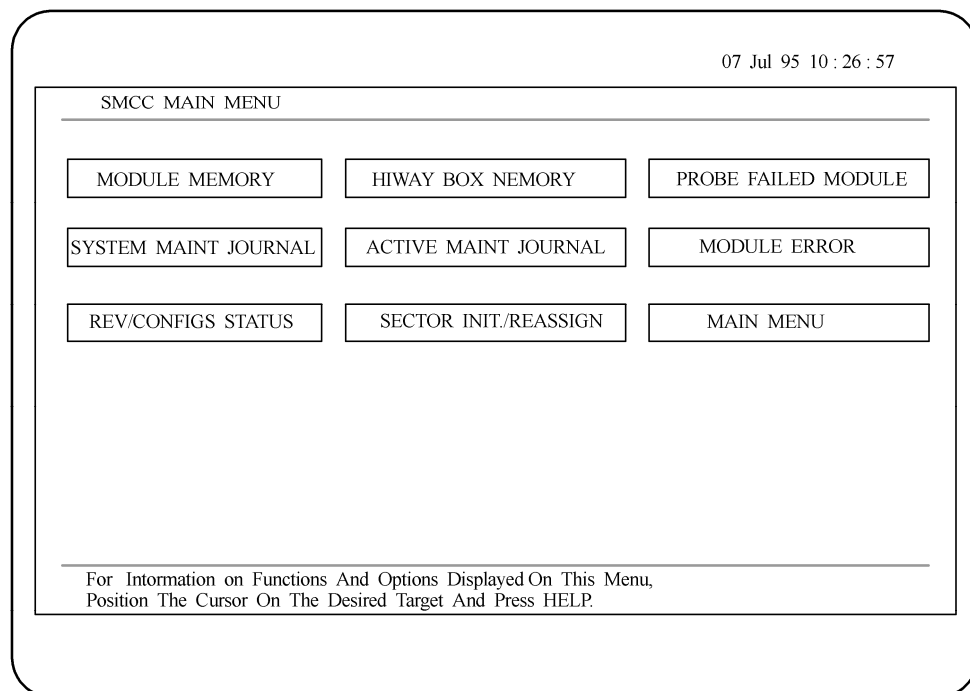 07 Jul 95 10:26:57
SMCC MAIN MENU
MODULE MEMORY
HIWAY BOX NEMORY
PROBE FAILED MODULE
SYSTEM MAINT JOURNAL
ACTIVE MAINT JOURNAL
MODULE ERROR
REV/CONFIGS STATUS
SECTOR INIT./REASSIGN
MAIN MENU
For Intormation on Functions And Options Displayed On This Menu,
Position The Cursor On The Desired Target And Press HELP.